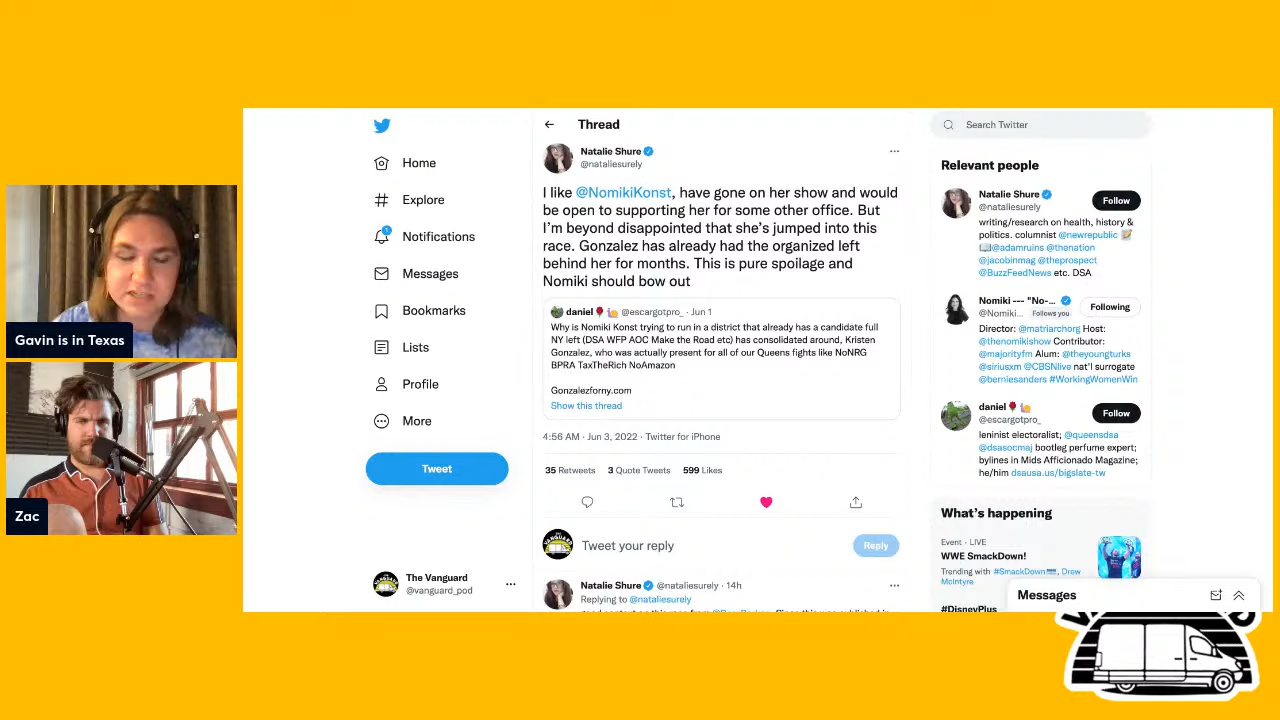 Gavin is in Texas
Zac
Home
Explore
1
Notifications
Messages
Bookmarks
Lists
Profile
More
Tweet
The Vanguard
@vanguard_pod
Thread
Natalie Shure
@nataliesurely
I like @NomikiKonst, have gone on her show and would
be open to supporting her for some other office. But
I'm beyond disappointed that she's jumped into this
race. Gonzalez has already had the organized left
behind her for months. This is pure spoilage and
Nomiki should bow out
daniel @escargotpro_ · Jun 1
Why is Nomiki Konst trying to run in a district that already has a candidate full
NY left (DSA WFP AOC Make the Road etc) has consolidated around, Kristen
Gonzalez, who was actually present for all of our Queens fights like NoNRG
BPRA TaxTheRich NoAmazon
Gonzalezforny.com
Show this thread
4:56 AM · Jun 3, 2022 · Twitter for iPhone
35 Retweets 3 Quote Tweets 599 Likes
Tweet your reply
Reply
Natalie Shure @nataliesurely · 14h
Replying to @nataliesurely
Search Twitter
Relevant people
Natalie Shure
@nataliesurely
Follow
writing/research on health, history &
politics. columnist @newrepublic
@adamruins @thenation
@jacobinmag @theprospect
@BuzzFeedNews etc. DSA
Nomiki --- "No-...
@Nomiki... Follows you
Following
Director: @matriarchorg Host:
@thenomikishow Contributor:
@majorityfm Alum: @theyoungturks
@siriusxm @CBSNlive nat'l surrogate
@berniesanders #WorkingWomenWin
daniel
@escargotpro_
Follow
leninist electoralist; @queensdsa
@dsasocmaj bootleg perfume expert;
bylines in Mids Afficionado Magazine;
he/him dsausa.us/bigslate-tw
What's happening
Event · LIVE
WWE SmackDown!
Trending with #SmackDown, Drew
McIntyre
#DisneyPlus
Messages